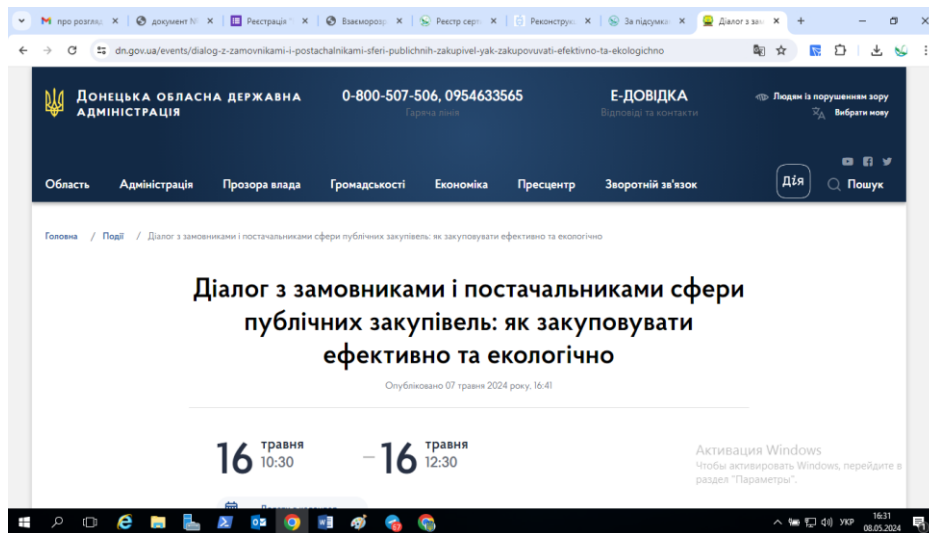 про розгляд
документ №
Реєстрація
Взаєморозр
Реєстр серт
Реконструкц
За підсумка
Діалог з зам
dn.gov.ua/events/dialog-z-zamovnikami-i-postachalnikami-sferi-publichnih-zakupivel-yak-zakupovuvati-efektivno-ta-ekologichno
Донецька обласна державна
адміністрація
0-800-507-506, 0954633565
Гаряча лінія
Е-ДОВІДКА
Відповіді та контакти
Людям із порушенням зору
Вибрати мову
Область Адміністрація Прозора влада Громадськості Економіка Пресцентр Зворотній зв'язок
Дія
Пошук
Головна / Події / Діалог з замовниками і постачальниками сфери публічних закупівель: як закуповувати ефективно та екологічно
Діалог з замовниками і постачальниками сфери
публічних закупівель: як закуповувати
ефективно та екологічно
Опубліковано 07 травня 2024 року, 16:41
16 травня 10:30 – 16 травня 12:30
Активация Windows
Чтобы активировать Windows, перейдите в
раздел "Параметры".
УКР
16:31
08.05.2024